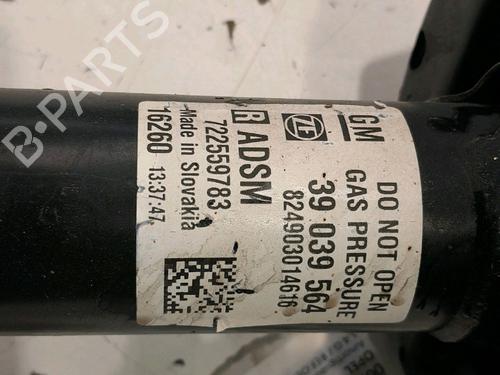 GM
DO NOT OPEN
GAS PRESSURE
ZF
39 039 564
824903014616
R ADSM
722559783
Made in Slovakia
16260 13:37:47
B-PARTS